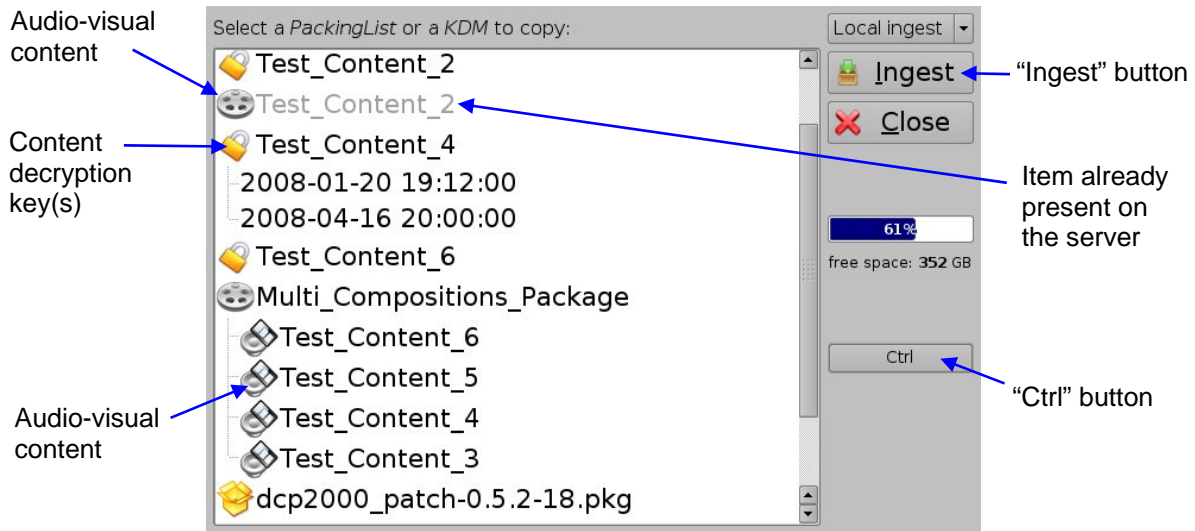 Audio-visual
content
Content
decryption
key(s)
Audio-visual
content
Select a PackingList or a KDM to copy:
Test_Content_2
Test_Content_2
Test_Content_4
2008-01-20 19:12:00
2008-04-16 20:00:00
Test_Content_6
Multi_Compositions_Package
Test_Content_6
Test_Content_5
Test_Content_4
Test_Content_3
dcp2000_patch-0.5.2-18.pkg
Local ingest
Ingest
Close
61%
free space: 352 GB
Ctrl
“Ingest” button
Item already
present on
the server
“Ctrl” button